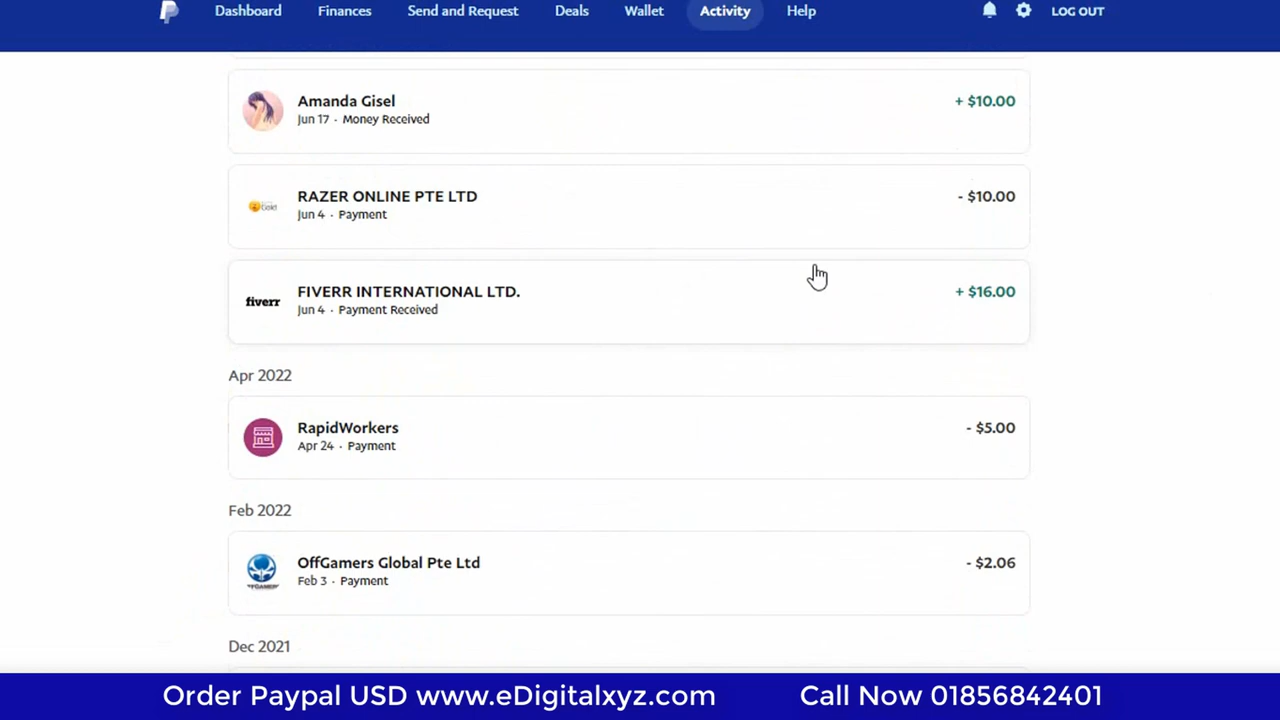 Dashboard Finances Send and Request Deals Wallet Activity Help LOG OUT
Amanda Gisel + $10.00
Jun 17 · Money Received
RAZER ONLINE PTE LTD - $10.00
Gold
Jun 4 · Payment
FIVERR INTERNATIONAL LTD. + $16.00
fiverr
Jun 4 · Payment Received
Apr 2022
RapidWorkers - $5.00
Apr 24 · Payment
Feb 2022
OffGamers Global Pte Ltd - $2.06
Feb 3 · Payment
Dec 2021
Order Paypal USD www.eDigitalxyz.com Call Now 01856842401